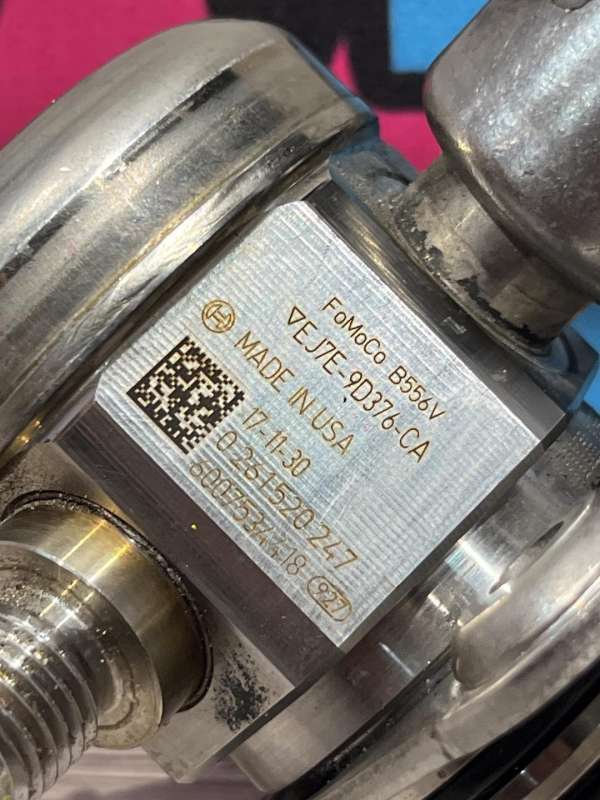 FoMoCo B556V
▽EJ7E-9D376-CA
MADE IN USA
17-11-30
0 261 520 247
927